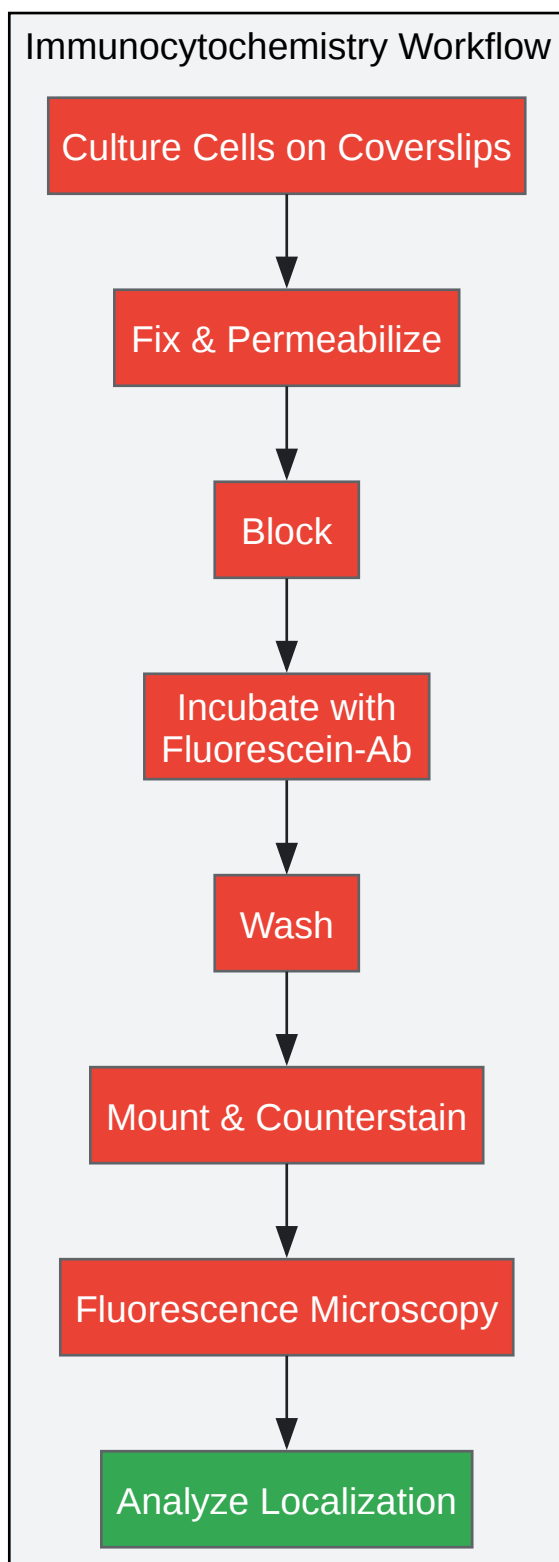 Immunocytochemistry Workflow
Culture Cells on Coverslips
Fix & Permeabilize
Block
Incubate with
Fluorescein-Ab
Wash
Mount & Counterstain
Fluorescence Microscopy
Analyze Localization